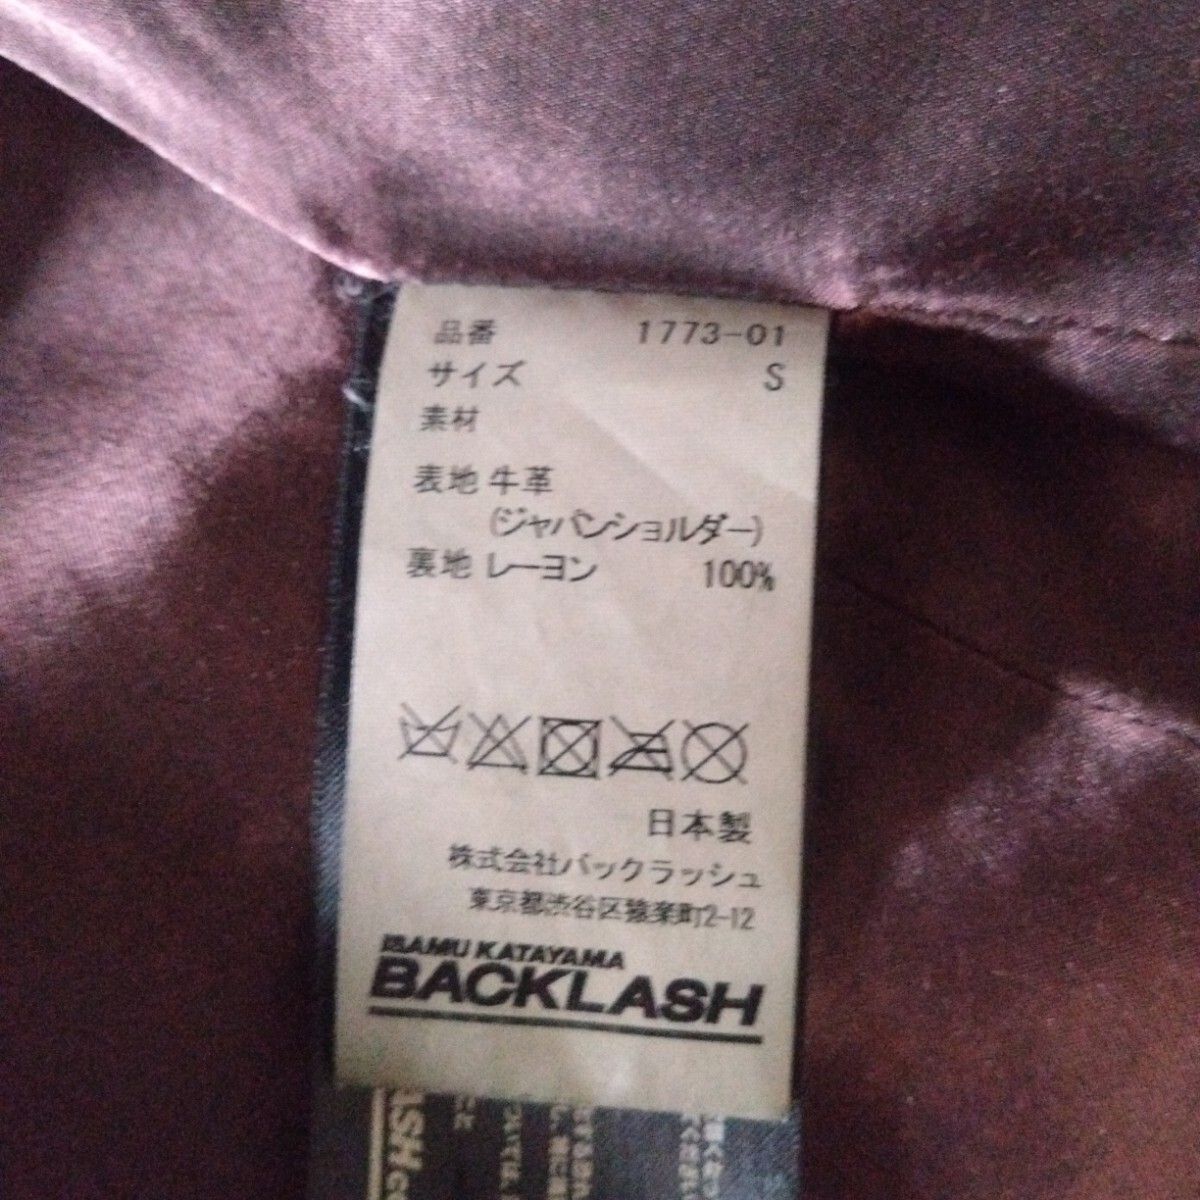 品番 1773-01
サイズ S
素材
表地 牛革
(ジャパンショルダー)
裏地 レーヨン 100%
日本製
株式会社バックラッシュ
東京都渋谷区猿楽町2-12
ISAMU KATAYAMA
BACKLASH
ASH